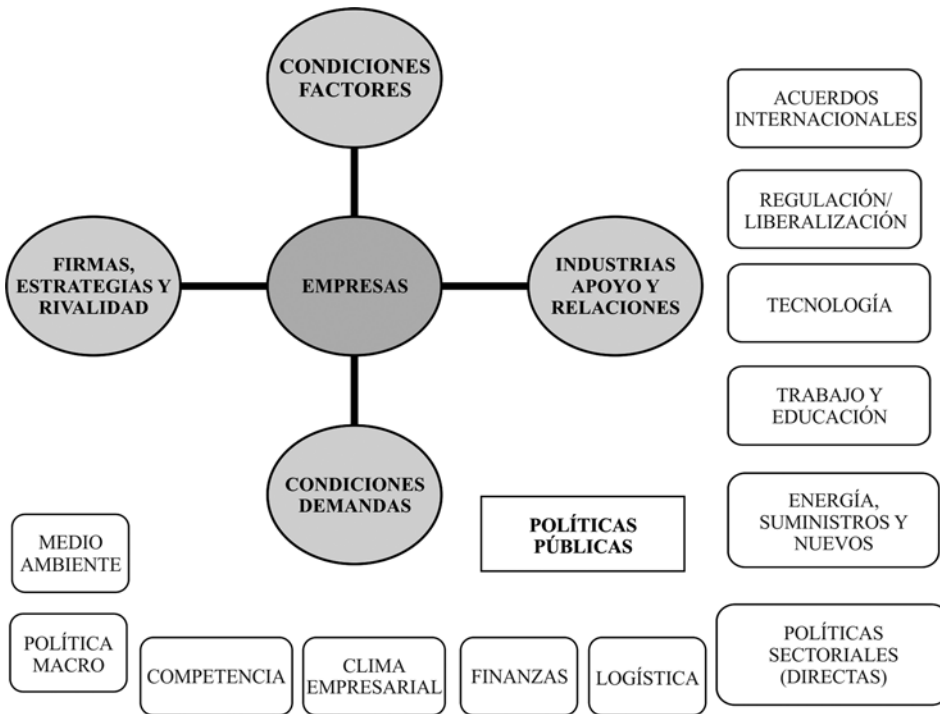 CONDICIONES
FACTORES
FIRMAS,
ESTRATEGIAS Y
RIVALIDAD
EMPRESAS
INDUSTRIAS
APOYO Y
RELACIONES
CONDICIONES
DEMANDAS
ACUERDOS
INTERNACIONALES
REGULACIÓN/
LIBERALIZACIÓN
TECNOLOGÍA
TRABAJO Y
EDUCACIÓN
ENERGÍA,
SUMINISTROS Y
NUEVOS
POLÍTICAS
PÚBLICAS
MEDIO
AMBIENTE
POLÍTICA
MACRO
COMPETENCIA
CLIMA
EMPRESARIAL
FINANZAS
LOGÍSTICA
POLÍTICAS
SECTORIALES
(DIRECTAS)